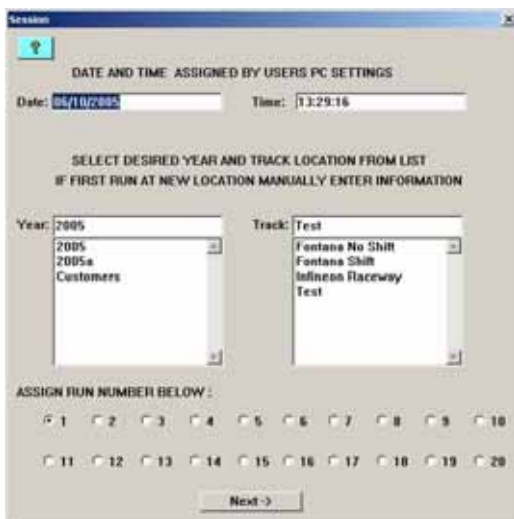 Session
?
DATE AND TIME ASSIGNED BY USERS PC SETTINGS
Date: 06/10/2005 Time: 13:29:16
SELECT DESIRED YEAR AND TRACK LOCATION FROM LIST
IF FIRST RUN AT NEW LOCATION MANUALLY ENTER INFORMATION
Year: 2005 Track: Test
2005
2005a
Customers
Fontana No Shift
Fontana Shift
Infineon Raceway
Test
ASSIGN RUN NUMBER BELOW :
1 2 3 4 5 6 7 8 9 10
11 12 13 14 15 16 17 18 19 20
Next ->